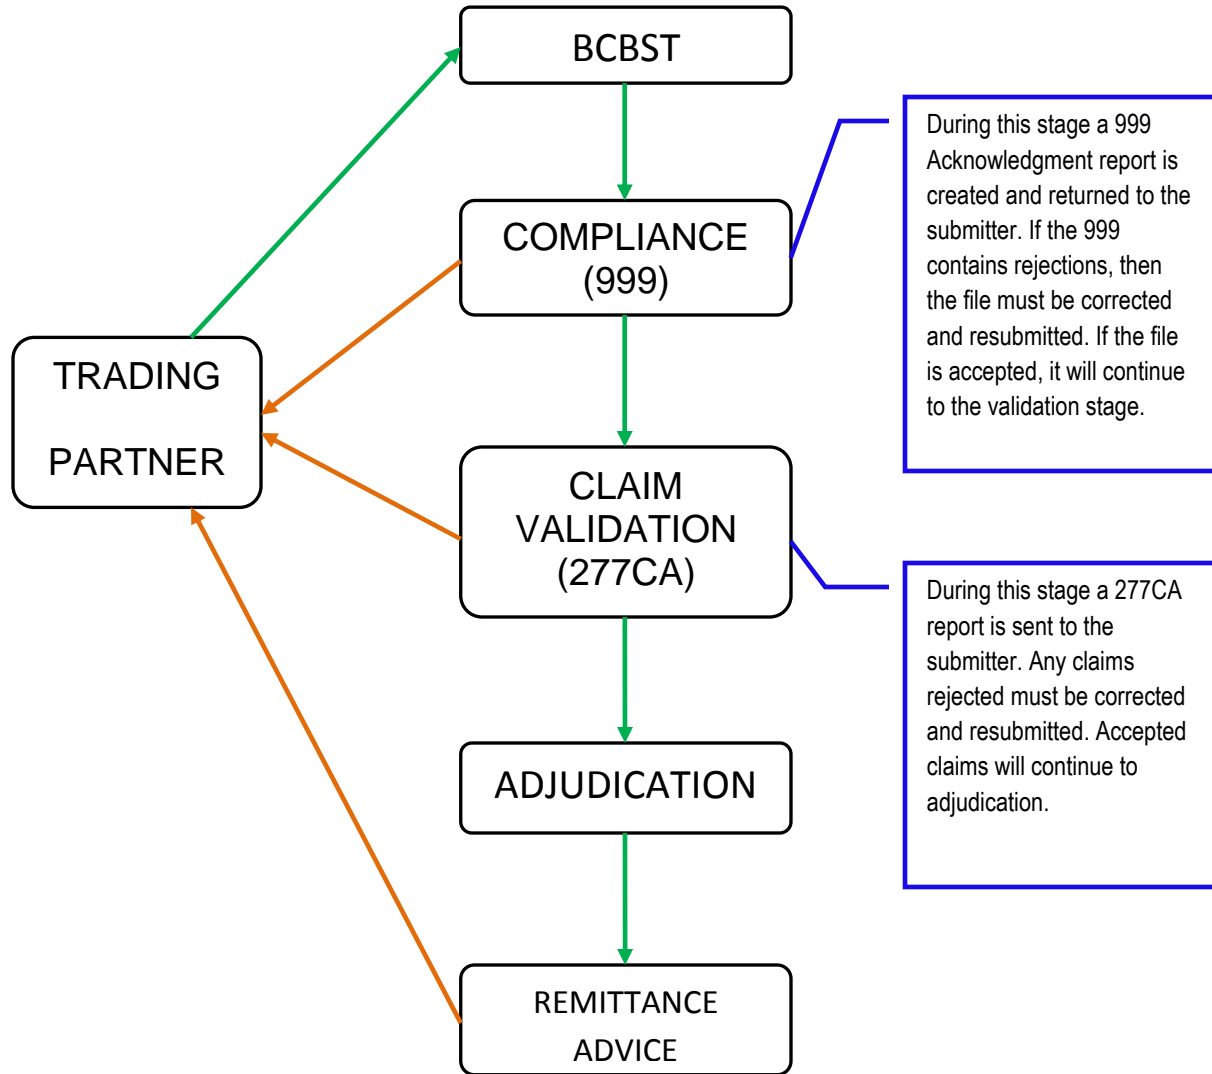 BCBST
During this stage a 999
Acknowledgment report is
created and returned to the
submitter. If the 999
contains rejections, then
the file must be corrected
and resubmitted. If the file
is accepted, it will continue
to the validation stage.
COMPLIANCE
(999)
TRADING
PARTNER
CLAIM
VALIDATION
(277CA)
During this stage a 277CA
report is sent to the
submitter. Any claims
rejected must be corrected
and resubmitted. Accepted
claims will continue to
adjudication.
ADJUDICATION
REMITTANCE
ADVICE